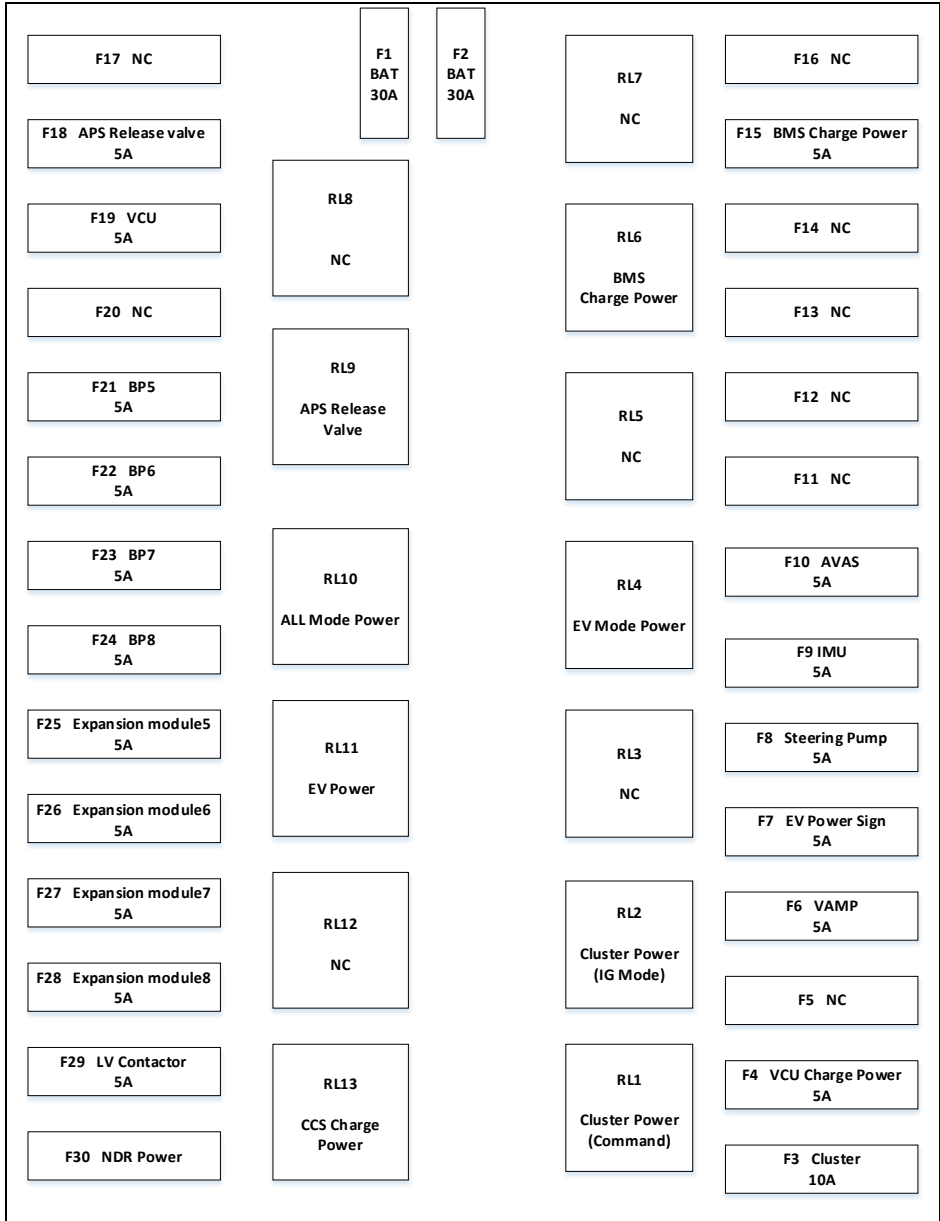 F17 NC
F18 APS Release valve
5A
F19 VCU
5A
F20 NC
F21 BP5
5A
F22 BP6
5A
F23 BP7
5A
F24 BP8
5A
F25 Expansion module5
5A
F26 Expansion module6
5A
F27 Expansion module7
5A
F28 Expansion module8
5A
F29 LV Contactor
5A
F30 NDR Power
F1
BAT
30A
F2
BAT
30A
RL8
NC
RL9
APS Release
Valve
RL10
ALL Mode Power
RL11
EV Power
RL12
NC
RL13
CCS Charge
Power
RL7
NC
RL6
BMS
Charge Power
RL5
NC
RL4
EV Mode Power
RL3
NC
RL2
Cluster Power
(IG Mode)
RL1
Cluster Power
(Command)
F16 NC
F15 BMS Charge Power
5A
F14 NC
F13 NC
F12 NC
F11 NC
F10 AVAS
5A
F9 IMU
5A
F8 Steering Pump
5A
F7 EV Power Sign
5A
F6 VAMP
5A
F5 NC
F4 VCU Charge Power
5A
F3 Cluster
10A